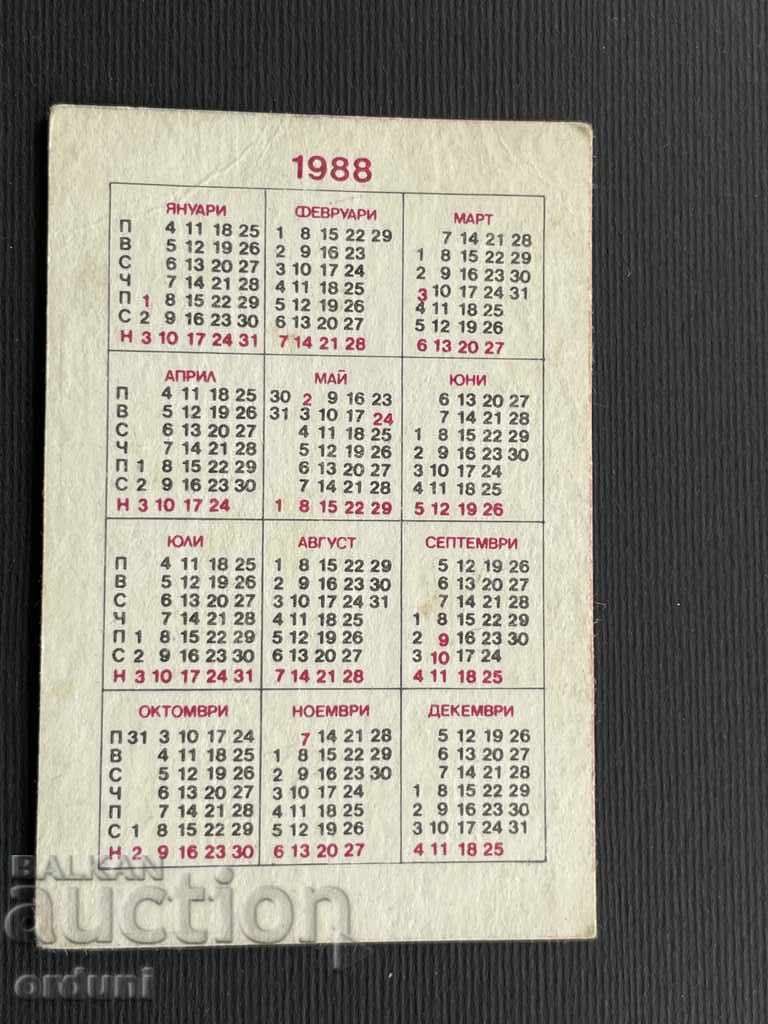 1988
ЯНУАРИ ФЕВРУАРИ МАРТ
П 4 11 18 25 1 8 15 22 29 7 14 21 28
В 5 12 19 26 2 9 16 23 1 8 15 22 29
С 6 13 20 27 3 10 17 24 2 9 16 23 30
Ч 7 14 21 28 4 11 18 25 3 10 17 24 31
П 1 8 15 22 29 5 12 19 26 4 11 18 25
С 2 9 16 23 30 6 13 20 27 5 12 19 26
Н 3 10 17 24 31 7 14 21 28 6 13 20 27
АПРИЛ МАЙ ЮНИ
П 4 11 18 25 30 2 9 16 23 6 13 20 27
В 5 12 19 26 31 3 10 17 24 7 14 21 28
С 6 13 20 27 4 11 18 25 1 8 15 22 29
Ч 7 14 21 28 5 12 19 26 2 9 16 23 30
П 1 8 15 22 29 6 13 20 27 3 10 17 24
С 2 9 16 23 30 7 14 21 28 4 11 18 25
Н 3 10 17 24 1 8 15 22 29 5 12 19 26
ЮЛИ АВГУСТ СЕПТЕМВРИ
П 4 11 18 25 1 8 15 22 29 5 12 19 26
В 5 12 19 26 2 9 16 23 30 6 13 20 27
С 6 13 20 27 3 10 17 24 31 7 14 21 28
Ч 7 14 21 28 4 11 18 25 1 8 15 22 29
П 1 8 15 22 29 5 12 19 26 2 9 16 23 30
С 2 9 16 23 30 6 13 20 27 3 10 17 24
Н 3 10 17 24 31 7 14 21 28 4 11 18 25
ОКТОМВРИ НОЕМВРИ ДЕКЕМВРИ
П 31 3 10 17 24 7 14 21 28 5 12 19 26
В 4 11 18 25 1 8 15 22 29 6 13 20 27
С 5 12 19 26 2 9 16 23 30 7 14 21 28
Ч 6 13 20 27 3 10 17 24 1 8 15 22 29
П 7 14 21 28 4 11 18 25 2 9 16 23 30
С 1 8 15 22 29 5 12 19 26 3 10 17 24 31
Н 2 9 16 23 30 6 13 20 27 4 11 18 25
BALKAN
auction
orduni